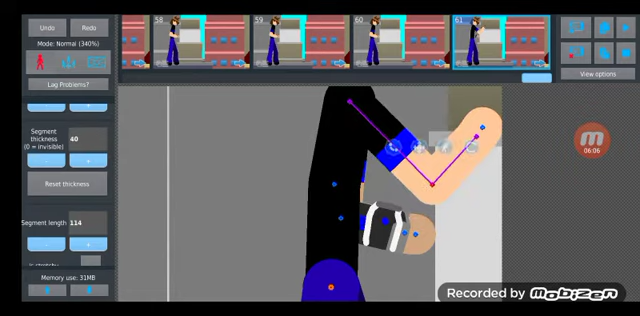 Undo Redo
Mode: Normal (340%)
Lag Problems?
58
59
60
61
View options
Segment
thickness
(0 = invisible)
40
Reset thickness
Segment length 114
Memory use: 31MB
06:06
Recorded by mobizen